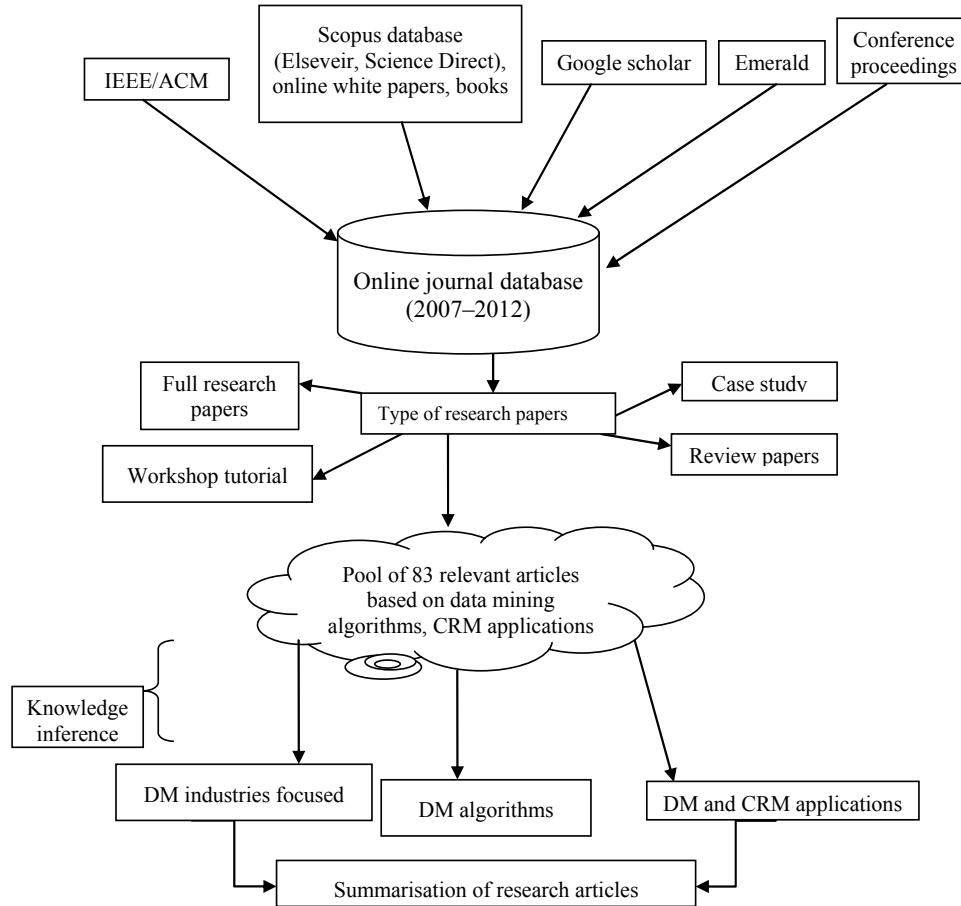 IEEE/ACM
Scopus database
(Elseveir, Science Direct),
online white papers, books
Google scholar
Emerald
Conference
proceedings
Online journal database
(2007–2012)
Full research
papers
Type of research papers
Case study
Workshop tutorial
Review papers
Pool of 83 relevant articles
based on data mining
algorithms, CRM applications
Knowledge
inference
DM industries focused
DM algorithms
DM and CRM applications
Summarisation of research articles